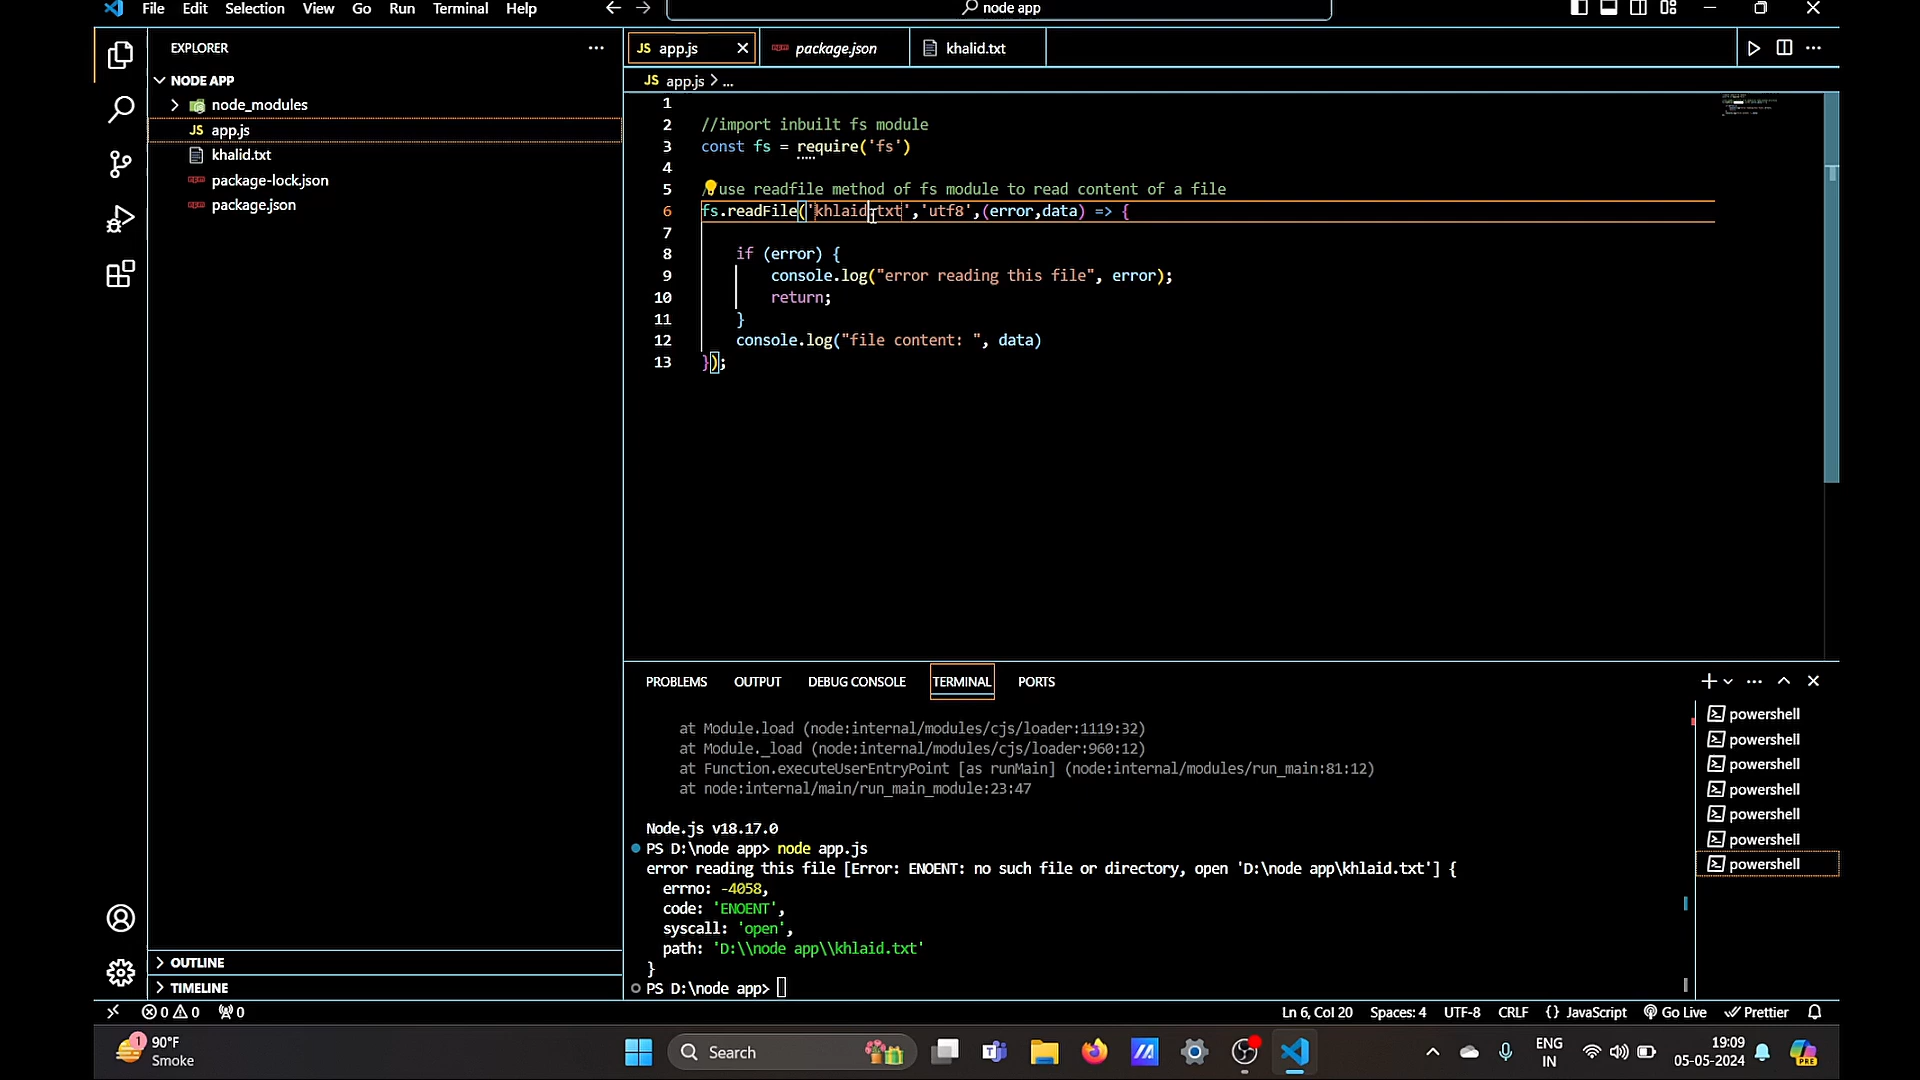 File Edit Selection View Go Run Terminal Help
node app
EXPLORER
NODE APP
node_modules
JS app.js
khalid.txt
package-lock.json
package.json
OUTLINE
TIMELINE
JS app.js
package.json
khalid.txt
JS app.js > ...
1
2 //import inbuilt fs module
3 const fs = require('fs')
4
5 /use readfile method of fs module to read content of a file
6 fs.readFile('khlaid.txt','utf8',(error,data) => {
7
8 if (error) {
9 console.log("error reading this file", error);
10 return;
11 }
12 console.log("file content: ", data)
13 });
PROBLEMS OUTPUT DEBUG CONSOLE TERMINAL PORTS
at Module.load (node:internal/modules/cjs/loader:1119:32)
at Module._load (node:internal/modules/cjs/loader:960:12)
at Function.executeUserEntryPoint [as runMain] (node:internal/modules/run_main:81:12)
at node:internal/main/run_main_module:23:47
Node.js v18.17.0
PS D:\node app> node app.js
error reading this file [Error: ENOENT: no such file or directory, open 'D:\node app\khlaid.txt'] {
errno: -4058,
code: 'ENOENT',
syscall: 'open',
path: 'D:\\node app\\khlaid.txt'
}
PS D:\node app>
powershell
powershell
powershell
powershell
powershell
powershell
powershell
0 0 0
Ln 6, Col 20 Spaces: 4 UTF-8 CRLF {} JavaScript Go Live Prettier
1
90°F
Smoke
Search
ENG
IN
19:09
05-05-2024
PRE